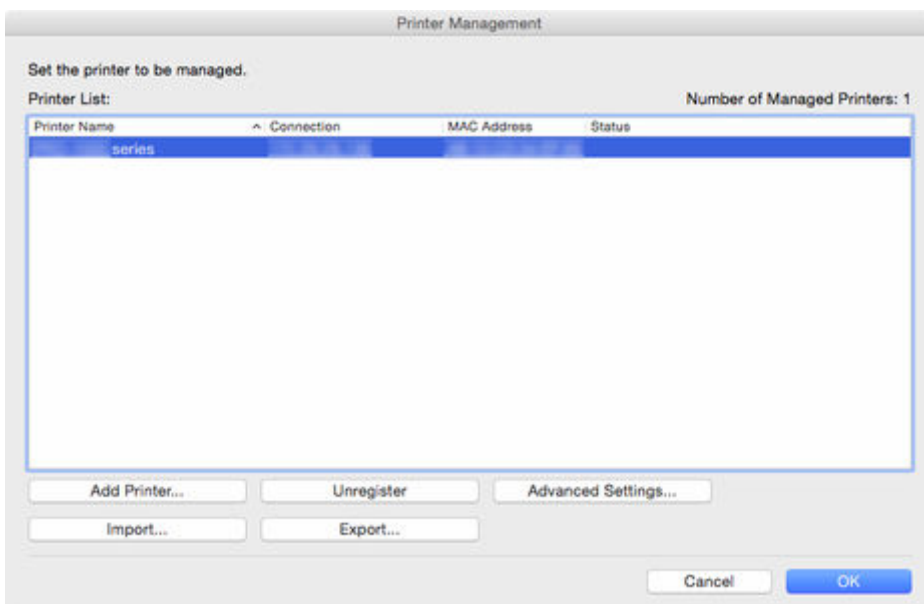 Printer Management
Set the printer to be managed.
Printer List: Number of Managed Printers: 1
Printer Name Connection MAC Address Status
series
Add Printer... Unregister Advanced Settings...
Import... Export...
Cancel OK